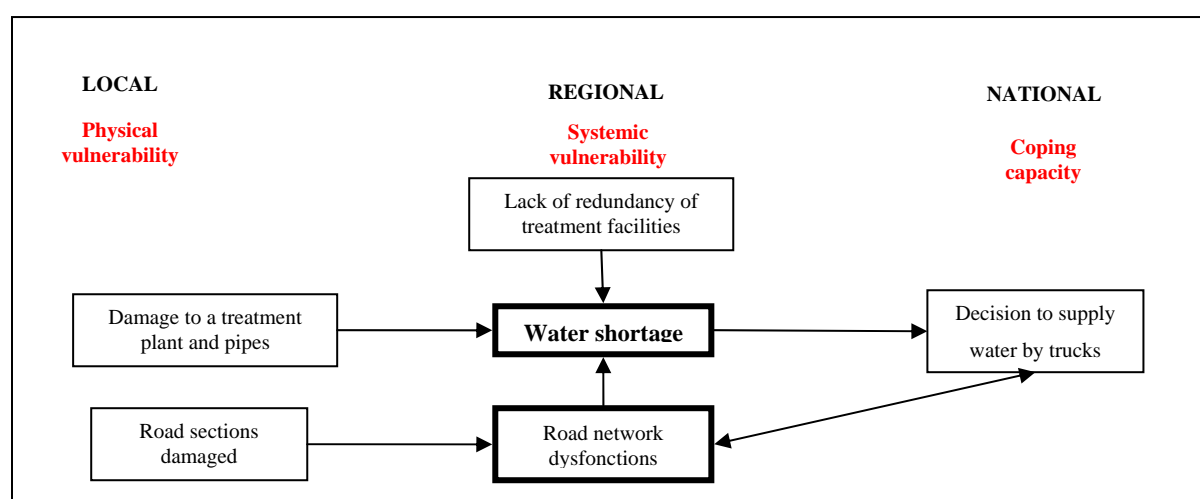 LOCAL
Physical
vulnerability
REGIONAL
Systemic
vulnerability
NATIONAL
Coping
capacity
Lack of redundancy of
treatment facilities
Damage to a treatment
plant and pipes
Water shortage
Decision to supply
water by trucks
Road sections
damaged
Road network
dysfonctions